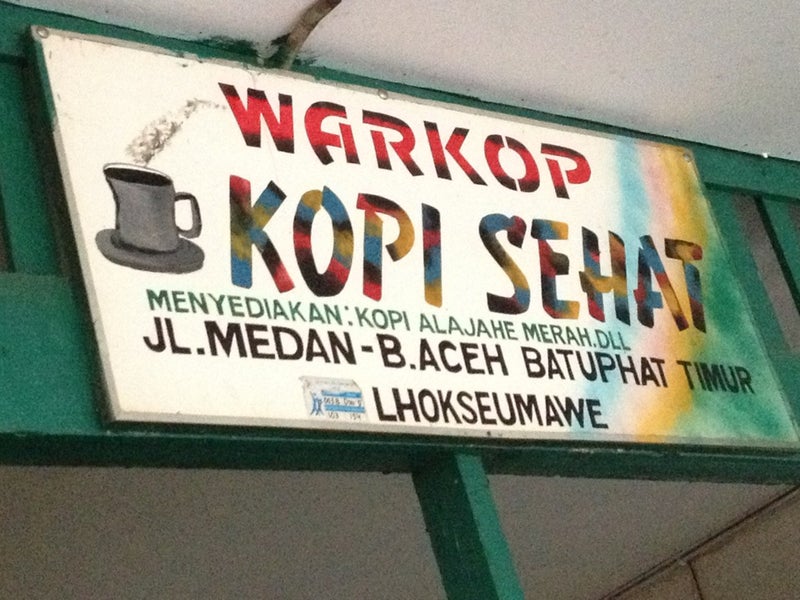 WARKOP
KOPI SEHAT
MENYEDIAKAN: KOPI ALAJAHE MERAH.DLL
JL.MEDAN-B.ACEH BATUPHAT TIMUR
LHOKSEUMAWE